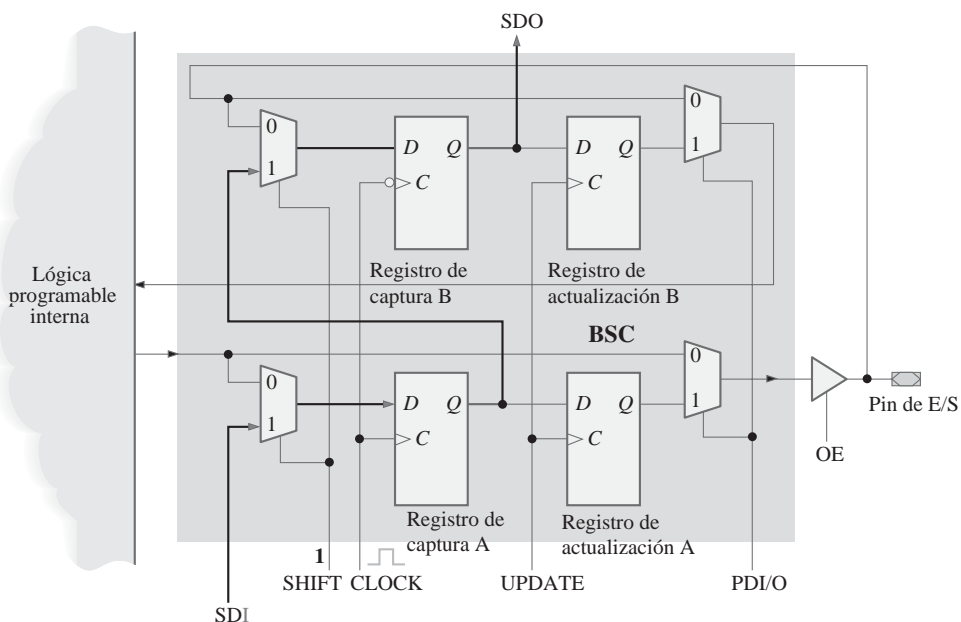 SDO
0
1
D
Q
C
D
Q
0
1
Registro de
captura B
Registro de
actualización B
Lógica
programable
interna
BSC
0
1
D
Q
C
D
Q
C
0
1
Pin de E/S
OE
Registro de
captura A
Registro de
actualización A
1
SHIFT
CLOCK
UPDATE
PDI/O
SDI